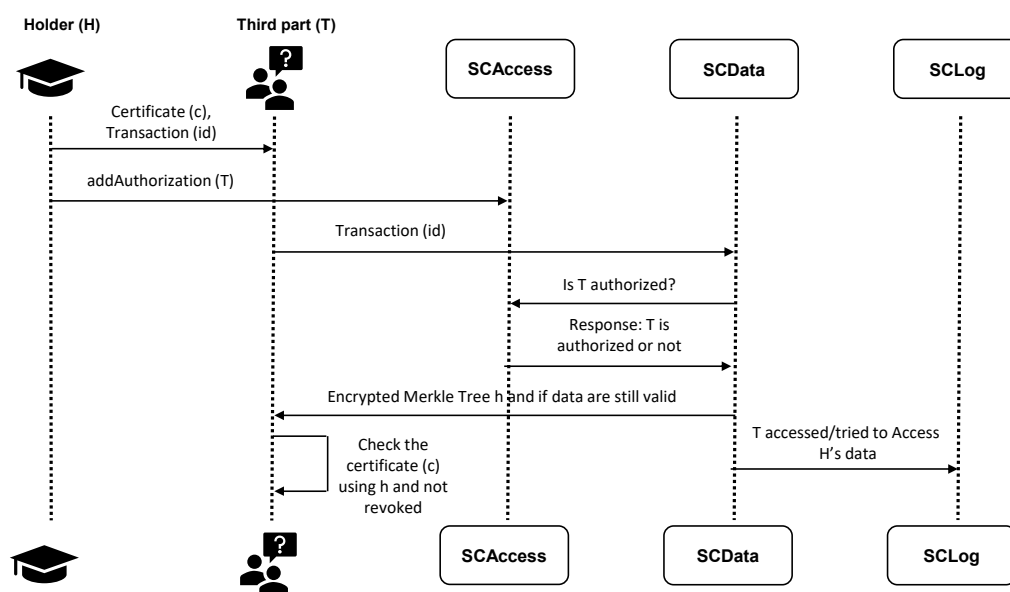 Holder (H)
Third part (T)
?
SCAccess
SCData
SCLog
Certificate (c),
Transaction (id)
addAuthorization (T)
Transaction (id)
Is T authorized?
Response: T is
authorized or not
Encrypted Merkle Tree h and if data are still valid
T accessed/tried to Access
H's data
Check the
certificate (c)
using h and not
revoked
?
SCAccess
SCData
SCLog